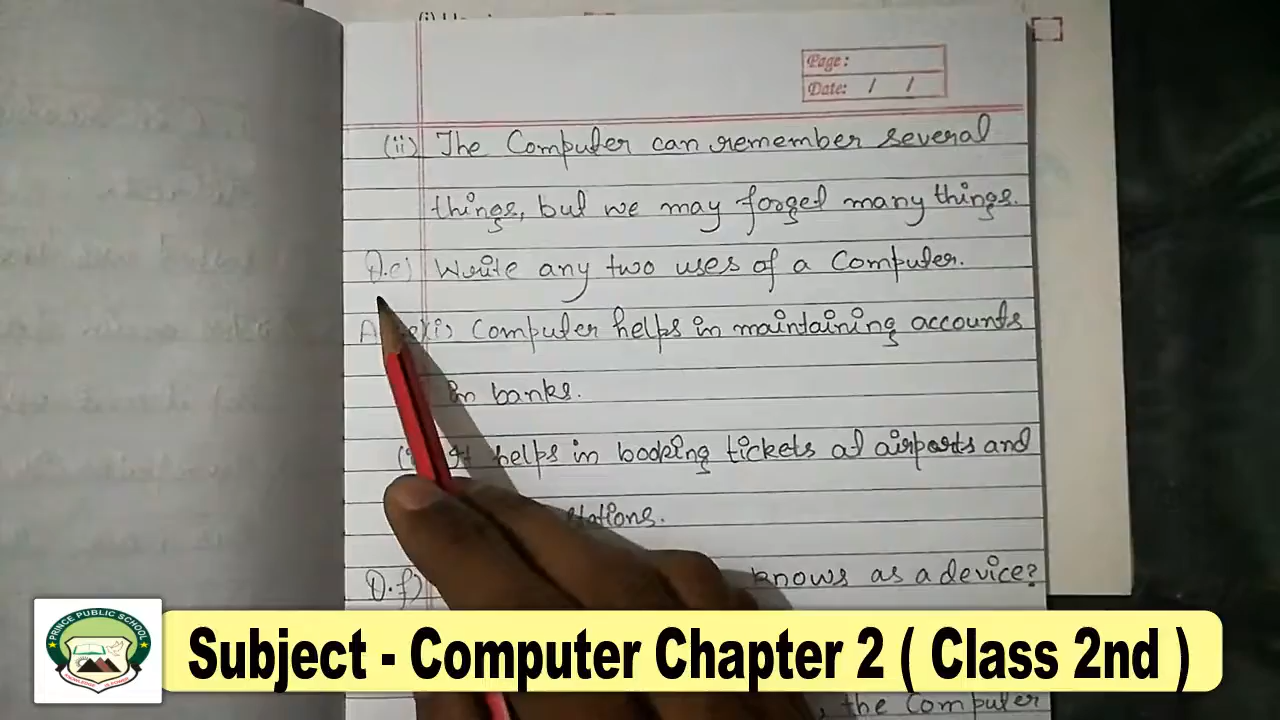 Page:
Date: / /
(ii) The Computer can remember several
things, but we may forget many things.
Q.e) Write any two uses of a Computer.
A (i) Computer helps in maintaining accounts
in banks.
It helps in booking tickets at airports and
stations.
Q.f) knows as a device?
PRINCE PUBLIC SCHOOL
Subject - Computer Chapter 2 ( Class 2nd )
, the Computer